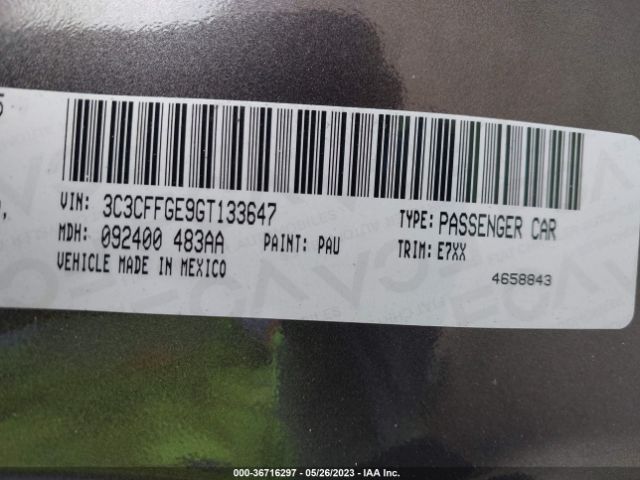 5
VIN: 3C3CFFGE9GT133647
TYPE: PASSENGER CAR
MDH: 092400 483AA PAINT: PAU
TRIM: E7XX
VEHICLE MADE IN MEXICO
4658843
000-36716297 - 05/26/2023 - IAA Inc.